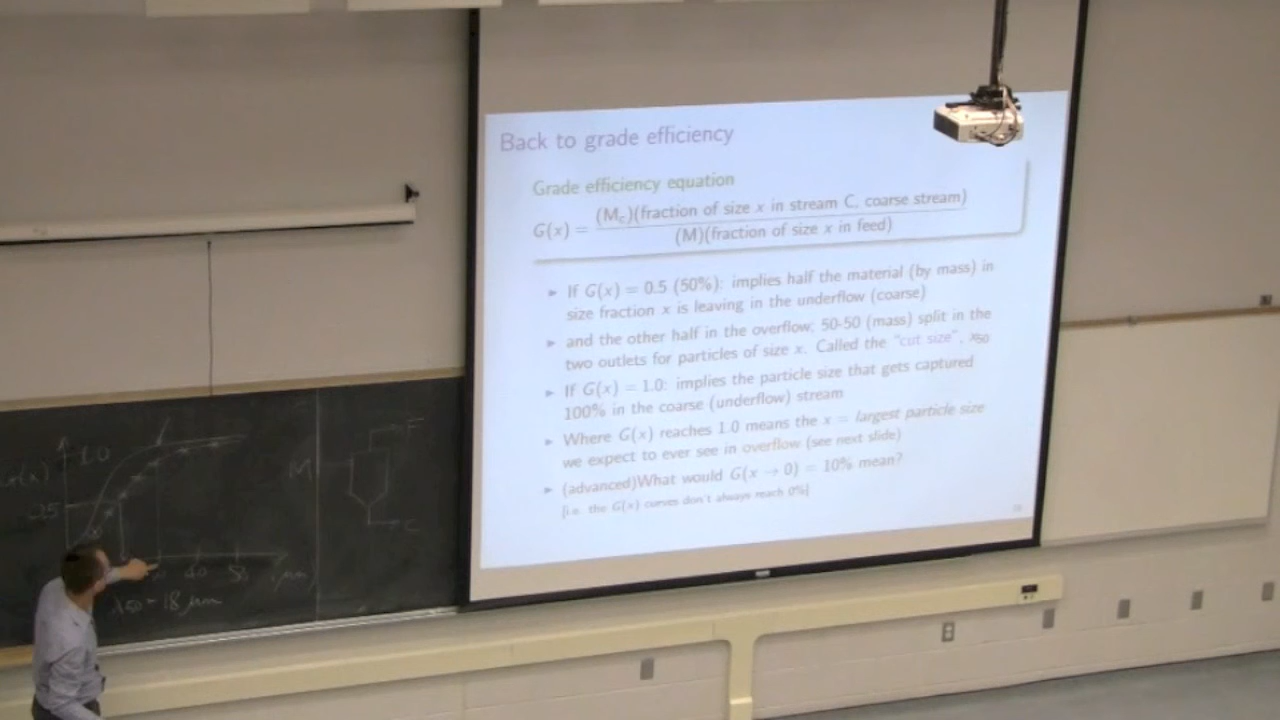 Back to grade efficiency
Grade efficiency equation
G(x) = (M_c)(fraction of size x in stream C, coarse stream) / (M)(fraction of size x in feed)
► If G(x) = 0.5 (50%): implies half the material (by mass) in
size fraction x is leaving in the underflow (coarse)
► and the other half in the overflow; 50-50 (mass) split in the
two outlets for particles of size x. Called the "cut size", x50
► If G(x) = 1.0: implies the particle size that gets captured
100% in the coarse (underflow) stream
► Where G(x) reaches 1.0 means the x = largest particle size
we expect to ever see in overflow (see next slide)
► (advanced)What would G(x → 0) = 10% mean?
[i.e. the G(x) curves don't always reach 0%]
1.0
F
M
C
40
(μm)
x50 = 18 μm